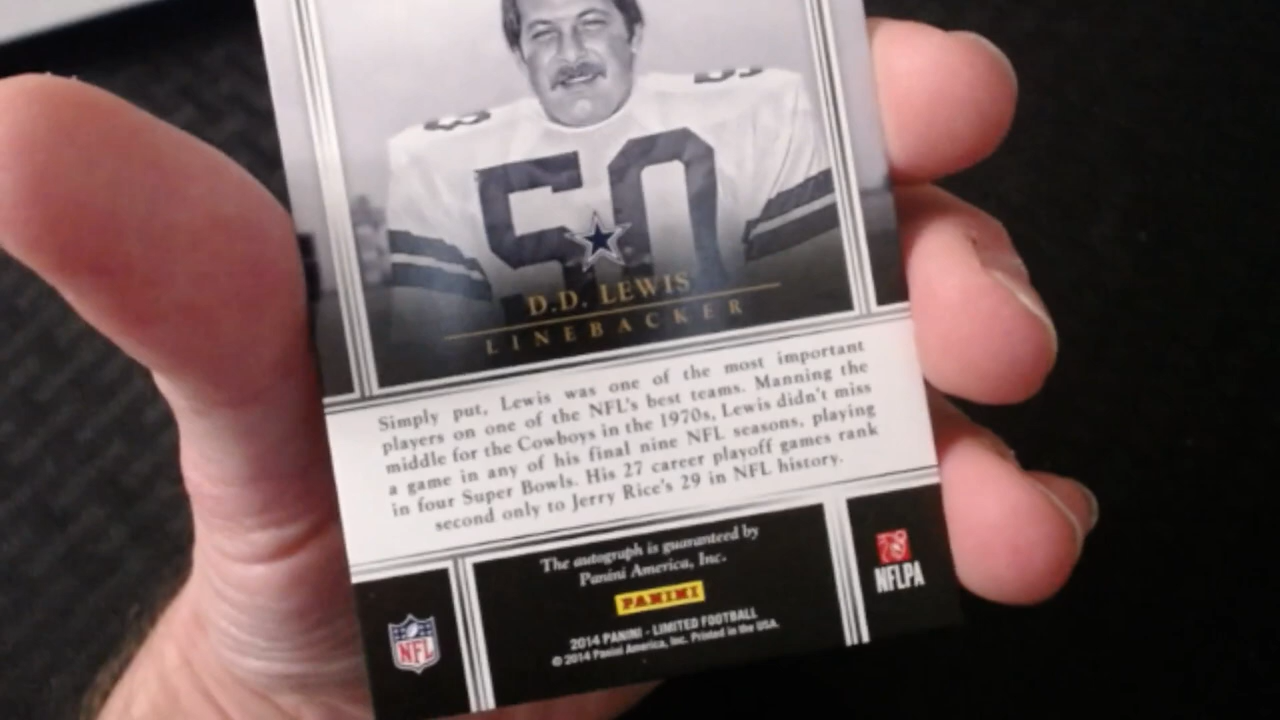 50
50
D.D. LEWIS
LINEBACKER
Simply put, Lewis was one of the most important
players on one of the NFL's best teams. Manning the
middle for the Cowboys in the 1970s, Lewis didn't miss
a game in any of his final nine NFL seasons, playing
in four Super Bowls. His 27 career playoff games rank
second only to Jerry Rice's 29 in NFL history.
The autograph is guaranteed by
Panini America, Inc.
PANINI
2014 PANINI - LIMITED FOOTBALL
© 2014 Panini America, Inc. Printed in the USA.
NFL
NFLPA